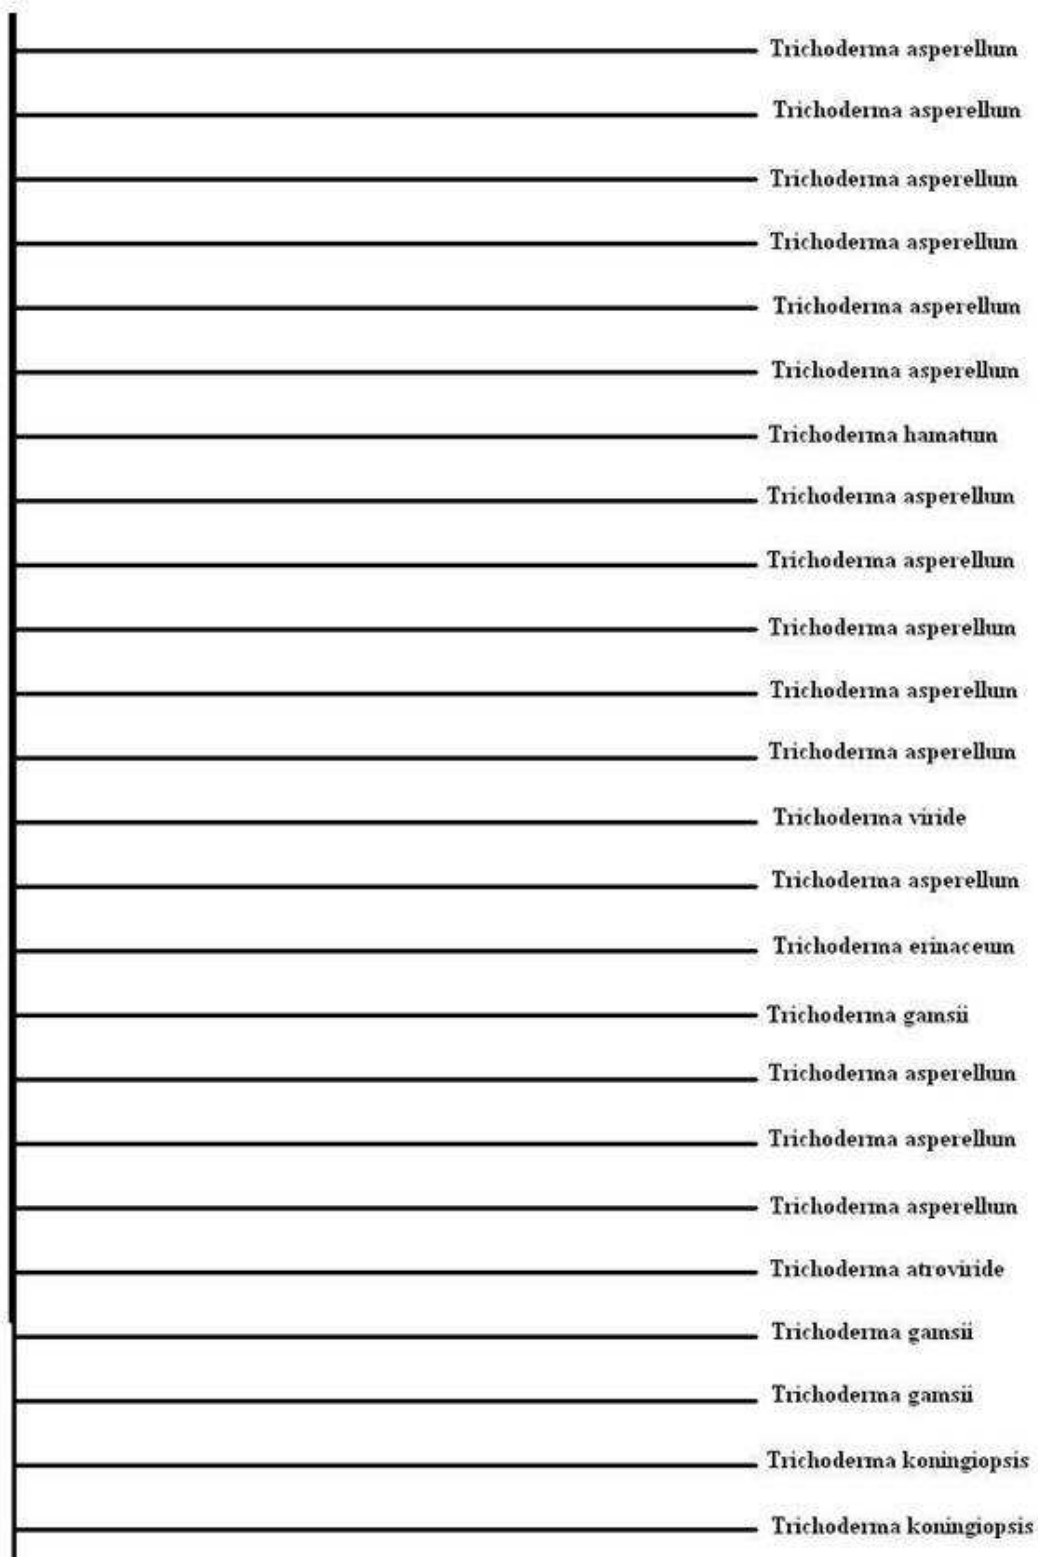 Trichoderma asperellum
Trichoderma asperellum
Trichoderma asperellum
Trichoderma asperellum
Trichoderma asperellum
Trichoderma asperellum
Trichoderma hamatum
Trichoderma asperellum
Trichoderma asperellum
Trichoderma asperellum
Trichoderma asperellum
Trichoderma asperellum
Trichoderma viride
Trichoderma asperellum
Trichoderma erinaceum
Trichoderma gamsii
Trichoderma asperellum
Trichoderma asperellum
Trichoderma asperellum
Trichoderma atroviride
Trichoderma gamsii
Trichoderma gamsii
Trichoderma koningiopsis
Trichoderma koningiopsis